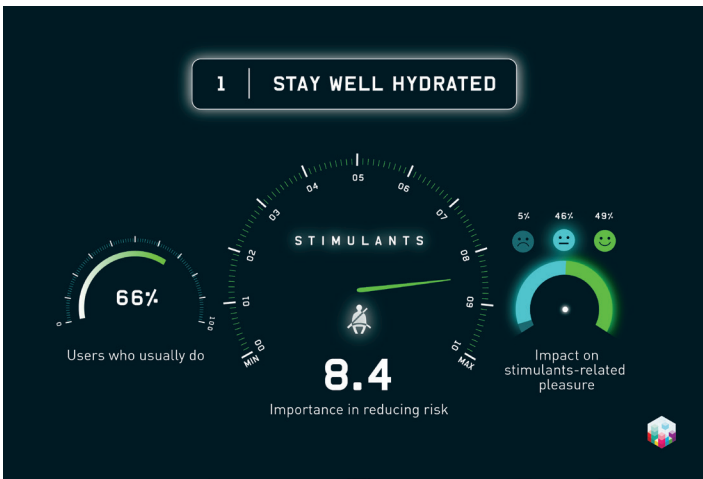 1 | STAY WELL HYDRATED
STIMULANTS
MIN 00 01 02 03 04 05 06 07 08 09 10 MAX
8.4
Importance in reducing risk
0 100
66%
Users who usually do
5% 46% 49%
Impact on
stimulants-related
pleasure